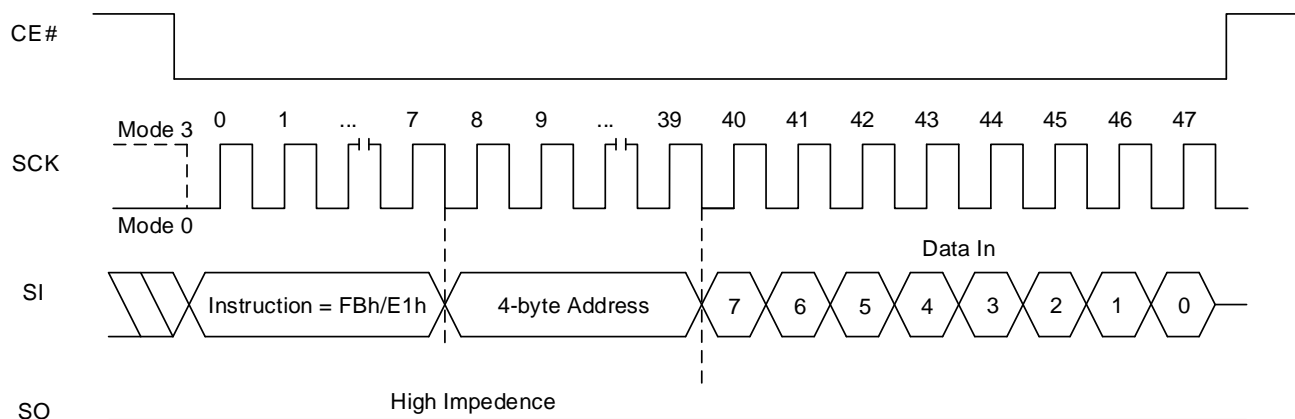 CE#
Mode 3
0 1 ... 7 8 9 ... 39 40 41 42 43 44 45 46 47
SCK
Mode 0
Data In
SI
Instruction = FBh/E1h
4-byte Address
7 6 5 4 3 2 1 0
High Impedence
SO